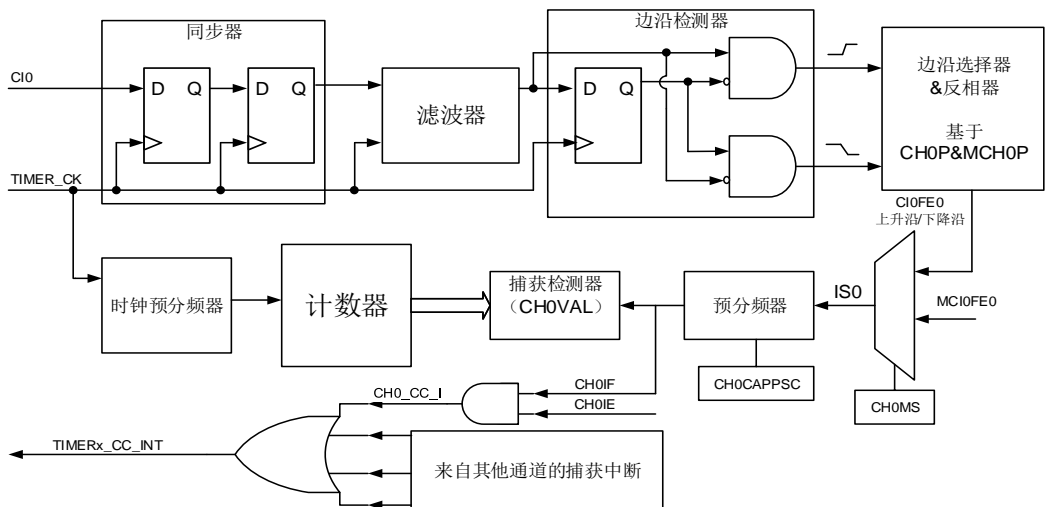 同步器
边沿检测器
CI0
D Q
D Q
滤波器
D Q
边沿选择器
&反相器
基于
CH0P&MCH0P
TIMER_CK
CI0FE0
上升沿/下降沿
时钟预分频器
计数器
捕获检测器
（CH0VAL）
预分频器
IS0
MCI0FE0
CH0CAPPSC
CH0MS
CH0_CC_I
CH0IF
CH0IE
TIMERx_CC_INT
来自其他通道的捕获中断